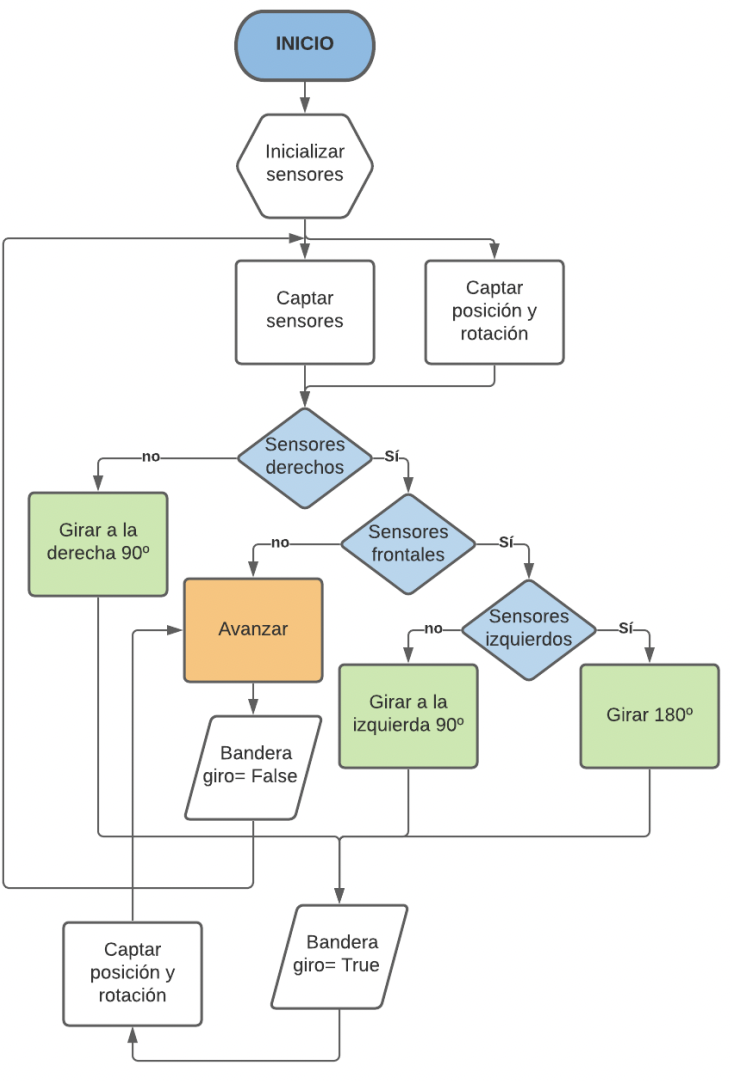 INICIO
Inicializar
sensores
Captar
sensores
Captar
posición y
rotación
Sensores
derechos
no
Sí
Girar a la
derecha 90º
Sensores
frontales
no
Sí
Avanzar
Sensores
izquierdos
no
Sí
Girar a la
izquierda 90º
Girar 180º
Bandera
giro= False
Bandera
giro= True
Captar
posición y
rotación